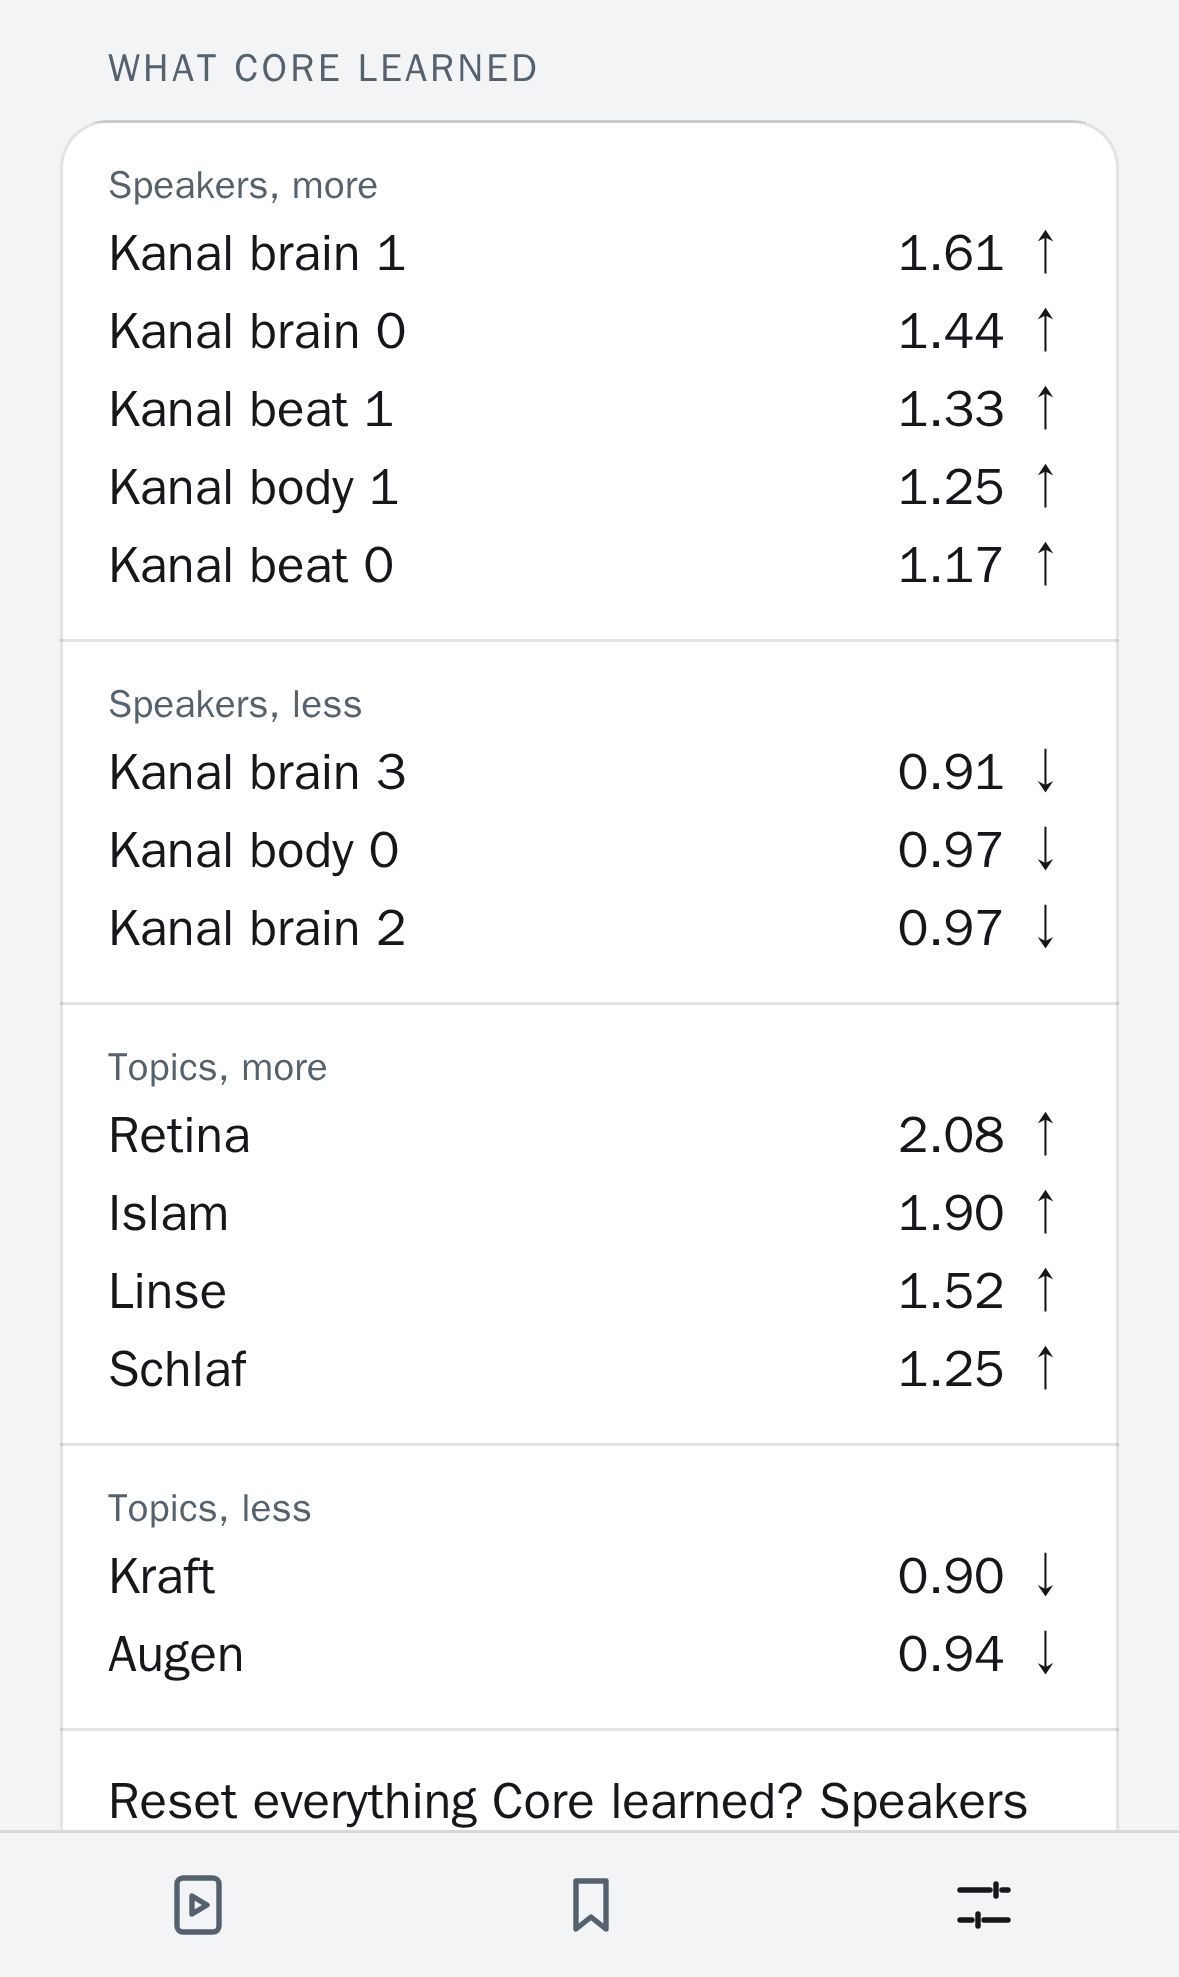 WHAT CORE LEARNED
Speakers, more
Kanal brain 1 1.61 ↑
Kanal brain 0 1.44 ↑
Kanal beat 1 1.33 ↑
Kanal body 1 1.25 ↑
Kanal beat 0 1.17 ↑
Speakers, less
Kanal brain 3 0.91 ↓
Kanal body 0 0.97 ↓
Kanal brain 2 0.97 ↓
Topics, more
Retina 2.08 ↑
Islam 1.90 ↑
Linse 1.52 ↑
Schlaf 1.25 ↑
Topics, less
Kraft 0.90 ↓
Augen 0.94 ↓
Reset everything Core learned? Speakers